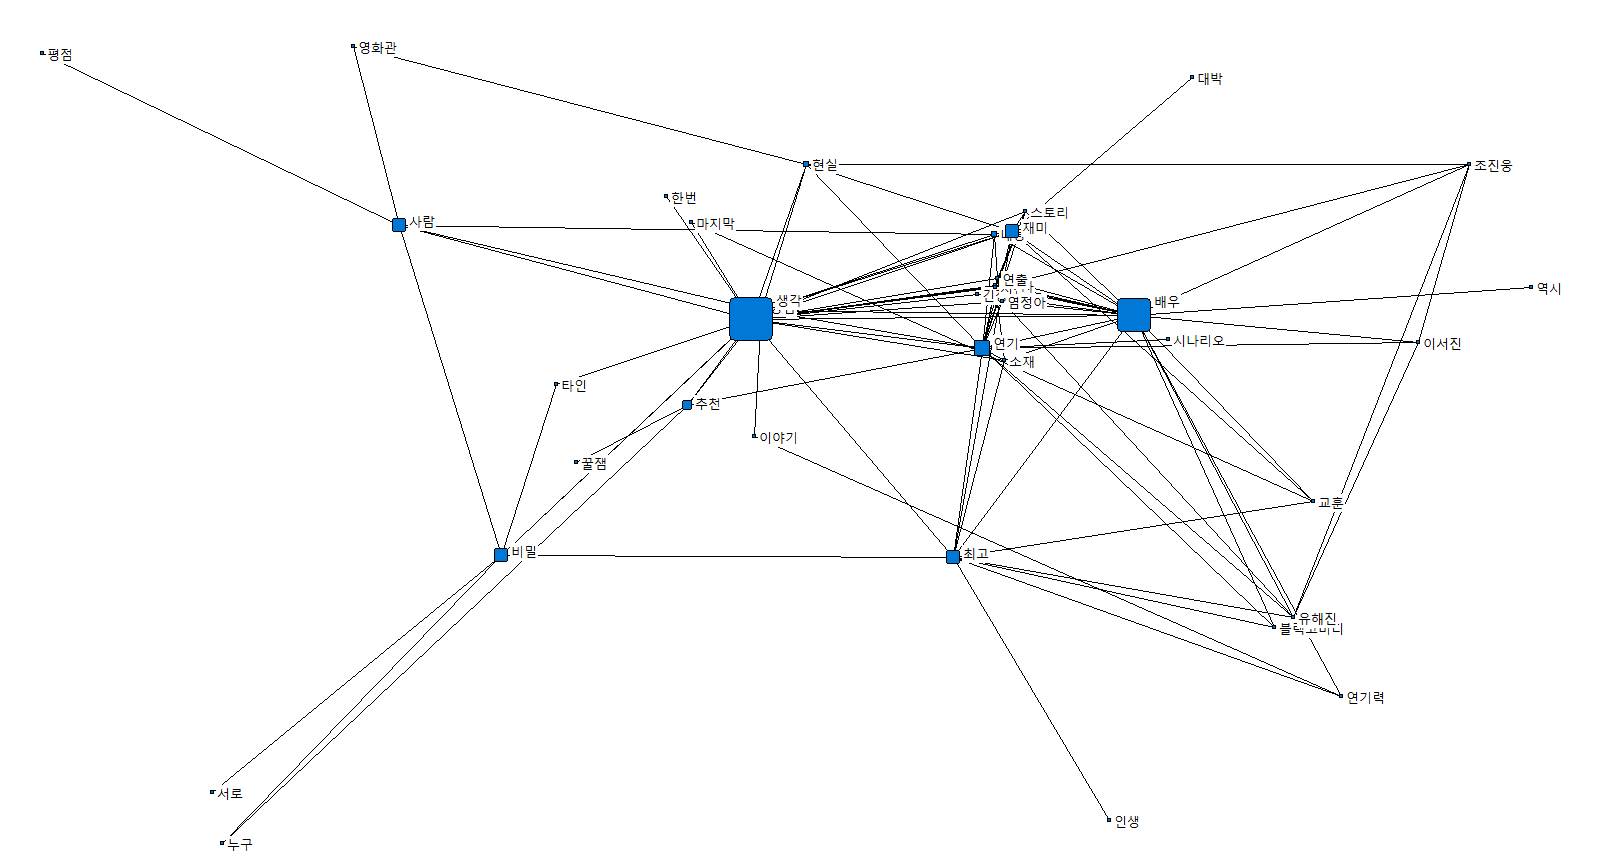 영화관
평점
대박
현실
조진웅
한번
스토리
사람
마지막
재미
연출
역시
생각
배우
염정아
시나리오
이서진
연기
소재
타인
추천
이야기
꿀잼
교훈
비밀
최고
유해진
연기력
서로
인생
누구